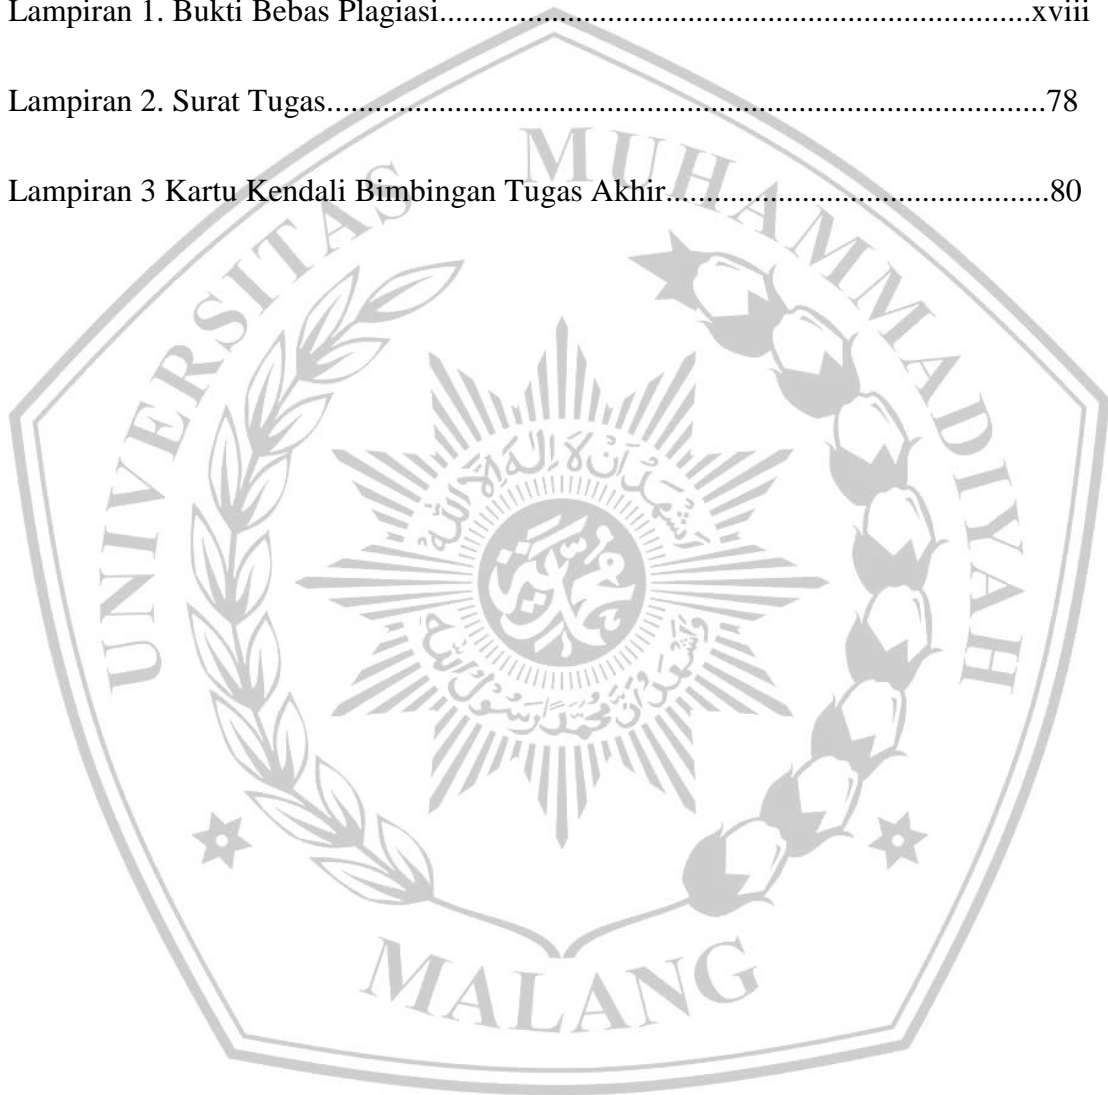 Lampiran 1. Bukti Bebas Plagiasi..........................................................................xviii
Lampiran 2. Surat Tugas..........................................................................................78
Lampiran 3 Kartu Kendali Bimbingan Tugas Akhir................................................80
UNIVERSITAS MUHAMMADIYAH
MALANG